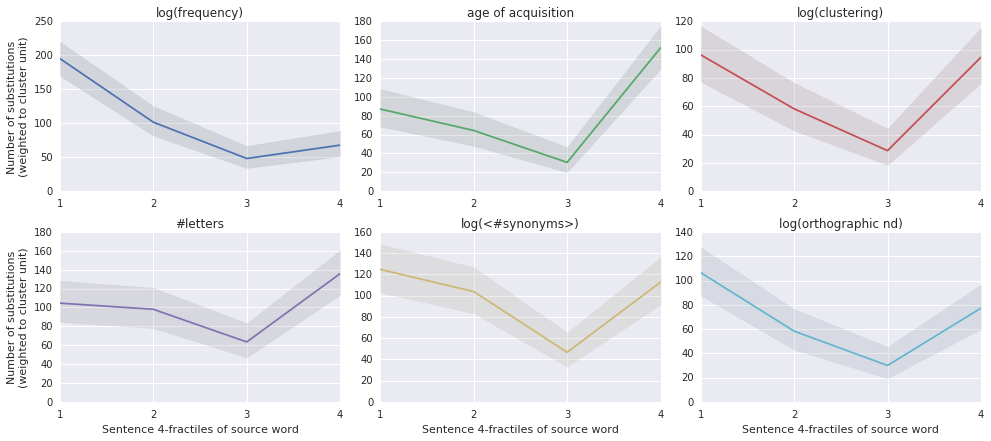 log(frequency)
age of acquisition
log(clustering)
Number of substitutions
(weighted to cluster unit)
250
200
150
100
50
0
1 2 3 4
180
160
140
120
100
80
60
40
20
0
1 2 3 4
120
100
80
60
40
20
0
1 2 3 4
#letters
log(<#synonyms>)
log(orthographic nd)
Number of substitutions
(weighted to cluster unit)
180
160
140
120
100
80
60
40
20
0
1 2 3 4
Sentence 4-fractiles of source word
160
140
120
100
80
60
40
20
0
1 2 3 4
Sentence 4-fractiles of source word
140
120
100
80
60
40
20
0
1 2 3 4
Sentence 4-fractiles of source word